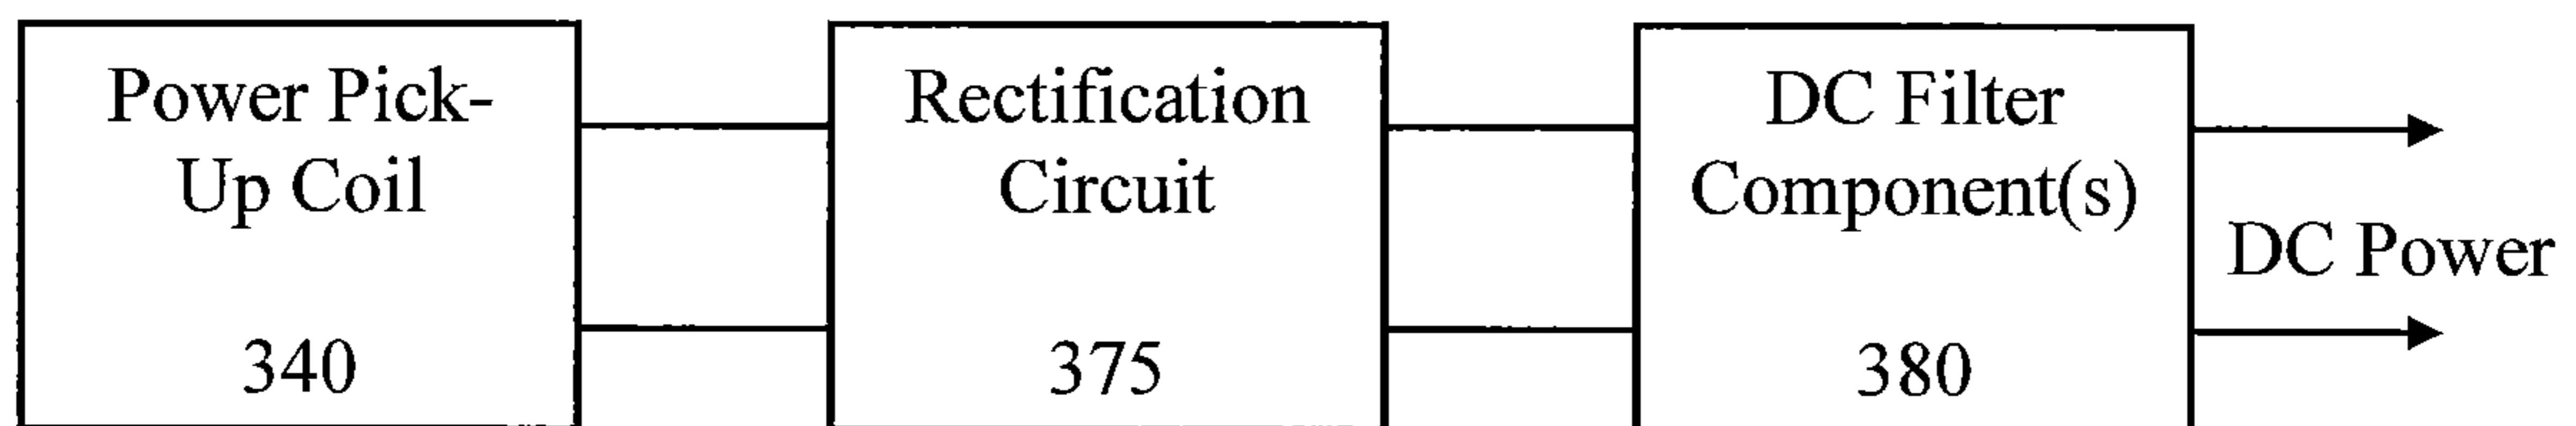 Power Pick-
Up Coil
340
Rectification
Circuit
375
DC Filter
Component(s)
380
DC Power